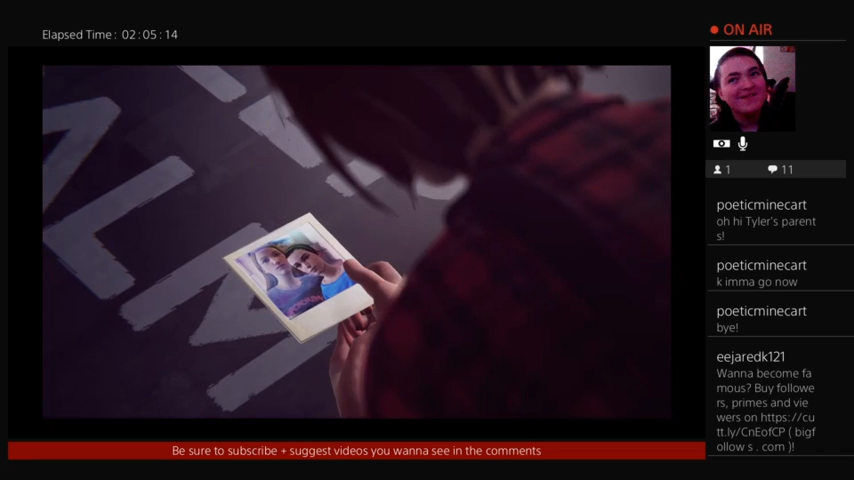 Elapsed Time : 02 : 05 : 14
ON AIR
1
11
poeticminecart
oh hi Tyler's parent
s!
poeticminecart
k imma go now
poeticminecart
bye!
eejaredk121
Wanna become fa
mous? Buy followe
rs, primes and vie
wers on https://cu
tt.ly/CnEofCP ( bigf
ollow s . com )!
Be sure to subscribe + suggest videos you wanna see in the comments